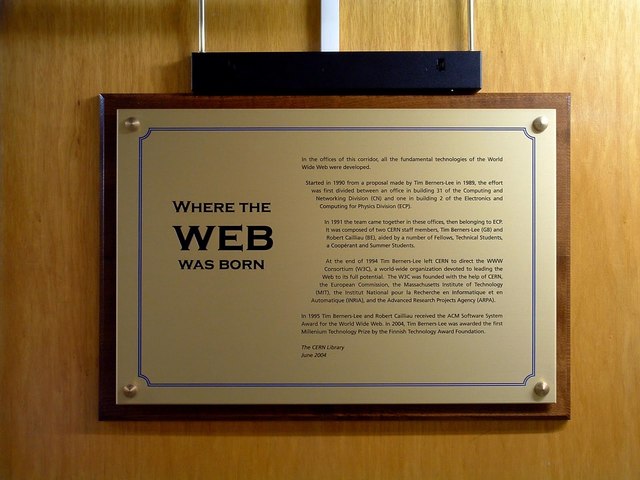 WHERE THE
WEB
WAS BORN
In the offices of this corridor, all the fundamental technologies of the World
Wide Web were developed.
Started in 1990 from a proposal made by Tim Berners-Lee in 1989, the effort
was first divided between an office in building 31 of the Computing and
Networking Division (CN) and one in building 2 of the Electronics and
Computing for Physics Division (ECP).
In 1991 the team came together in these offices, then belonging to ECP.
It was composed of two CERN staff members, Tim Berners-Lee (GB) and
Robert Cailliau (BE), aided by a number of Fellows, Technical Students,
a Coopérant and Summer Students.
At the end of 1994 Tim Berners-Lee left CERN to direct the WWW
Consortium (W3C), a world-wide organization devoted to leading the
Web to its full potential. The W3C was founded with the help of CERN,
the European Commission, the Massachusetts Institute of Technology
(MIT), the Institut National pour la Recherche en Informatique et en
Automatique (INRIA), and the Advanced Research Projects Agency (ARPA).
In 1995 Tim Berners-Lee and Robert Cailliau received the ACM Software System
Award for the World Wide Web. In 2004, Tim Berners-Lee was awarded the first
Millenium Technology Prize by the Finnish Technology Award Foundation.
The CERN Library
June 2004